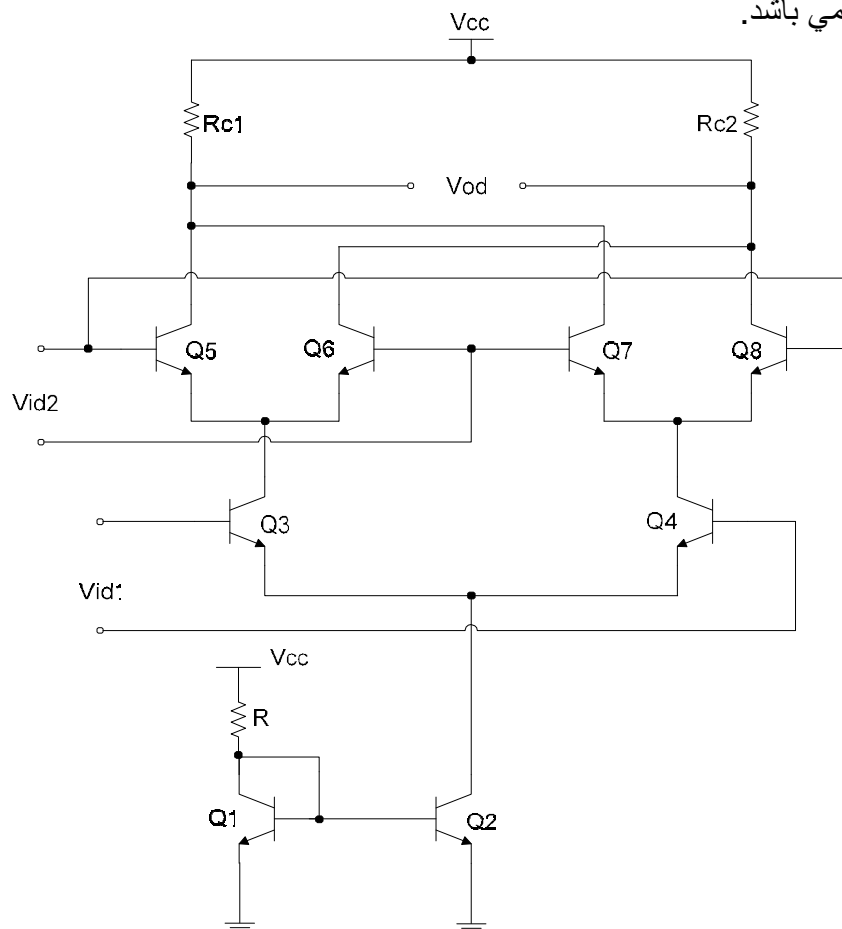 مي باشد.
Vcc
Rc1
Rc2
Vod
Q5
Q6
Q7
Q8
Vid2
Q3
Q4
Vid1
Vcc
R
Q1
Q2